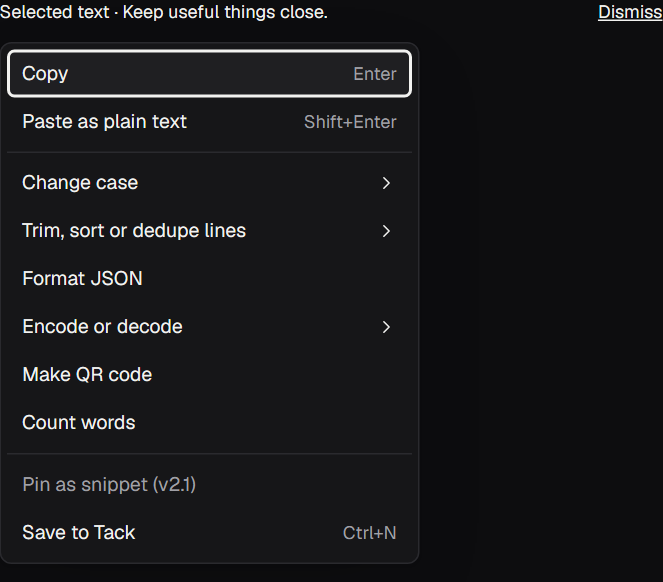 Selected text · Keep useful things close. Dismiss
Copy Enter
Paste as plain text Shift+Enter
Change case
Trim, sort or dedupe lines
Format JSON
Encode or decode
Make QR code
Count words
Pin as snippet (v2.1)
Save to Tack Ctrl+N